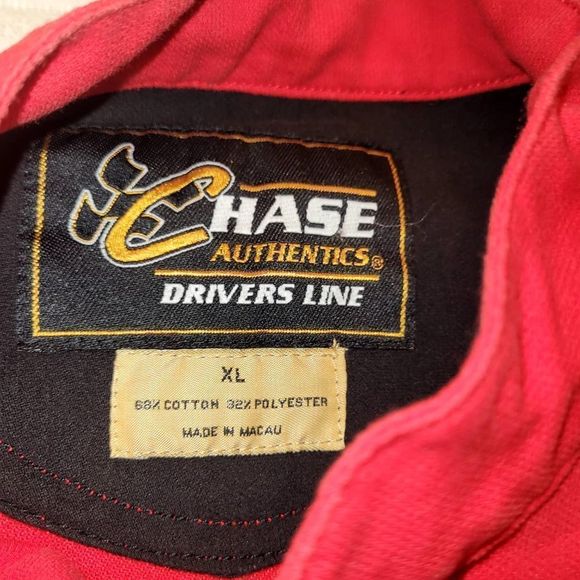 CHASE
AUTHENTICS®
DRIVERS LINE
XL
68% COTTON 32% POLYESTER
MADE IN MACAU